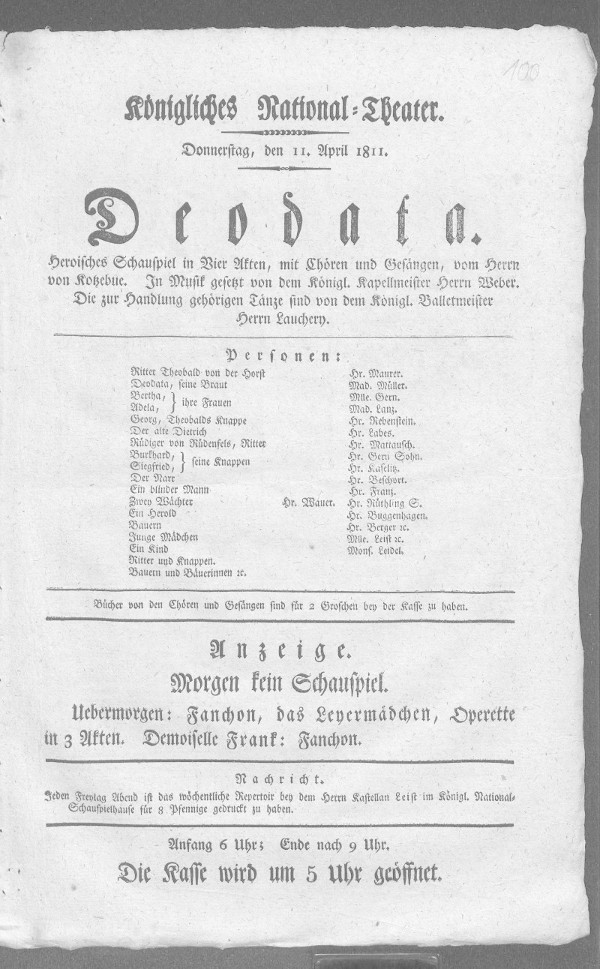 100
Königliches National-Theater.
Donnerstag, den 11. April 1811.
Deodata.
Heroisches Schauspiel in Vier Akten, mit Chören und Gesängen, vom Herrn
von Kotzebue. In Musik gesetzt von dem Königl. Kapellmeister Herrn Weber.
Die zur Handlung gehörigen Tänze sind von dem Königl. Balletmeister
Herrn Lauchery.
Personen:
Ritter Theobald von der Horst Hr. Maurer.
Deodata, seine Braut Mad. Müller.
Bertha, } ihre Frauen Mlle. Gern.
Adela, Mad. Lanz.
Georg, Theobalds Knappe Hr. Rebenstein.
Der alte Dietrich Hr. Labes.
Rüdiger von Rüdenfels, Ritter Hr. Mattausch.
Burkhard, } seine Knappen Hr. Gern Sohn.
Siegfried, Hr. Kaselitz.
Der Narr Hr. Beschort.
Ein blinder Mann Hr. Franz.
Zwey Wächter Hr. Wauer. Hr. Rüthling S.
Ein Herold Hr. Buggenhagen.
Bauern Hr. Berger ꝛc.
Junge Mädchen Mlle. Leist ꝛc.
Ein Kind Mons. Leidel.
Ritter und Knappen.
Bauern und Bäuerinnen ꝛc.
Bücher von den Chören und Gesängen sind für 2 Groschen bey der Kasse zu haben.
Anzeige.
Morgen kein Schauspiel.
Uebermorgen: Fanchon, das Leyermädchen, Operette
in 3 Akten. Demoiselle Frank: Fanchon.
Nachricht.
Jeden Freytag Abend ist das wöchentliche Repertoir bey dem Herrn Kastellan Leist im Königl. National-
Schauspielhause für 8 Pfennige gedruckt zu haben.
Anfang 6 Uhr; Ende nach 9 Uhr.
Die Kasse wird um 5 Uhr geöffnet.